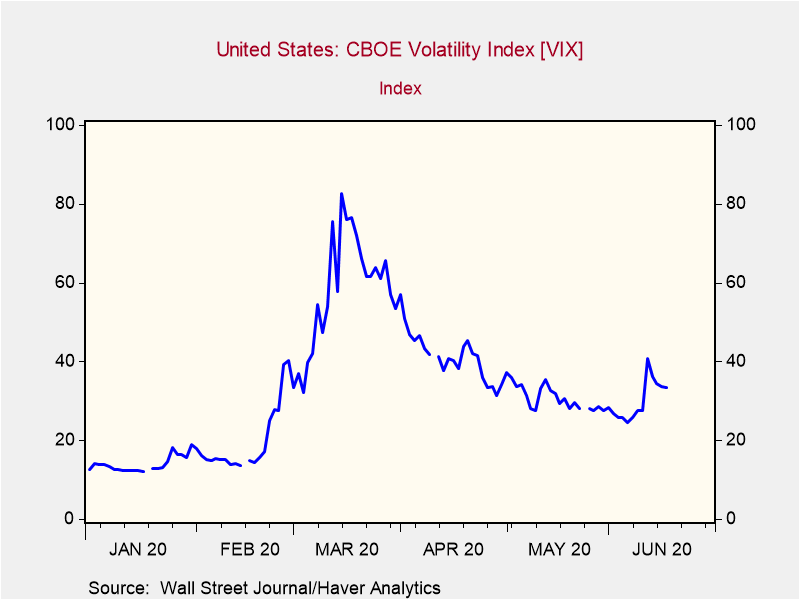 United States: CBOE Volatility Index [VIX]
Index
100 100
80 80
60 60
40 40
20 20
0 0
JAN 20 FEB 20 MAR 20 APR 20 MAY 20 JUN 20
Source:  Wall Street Journal/Haver Analytics